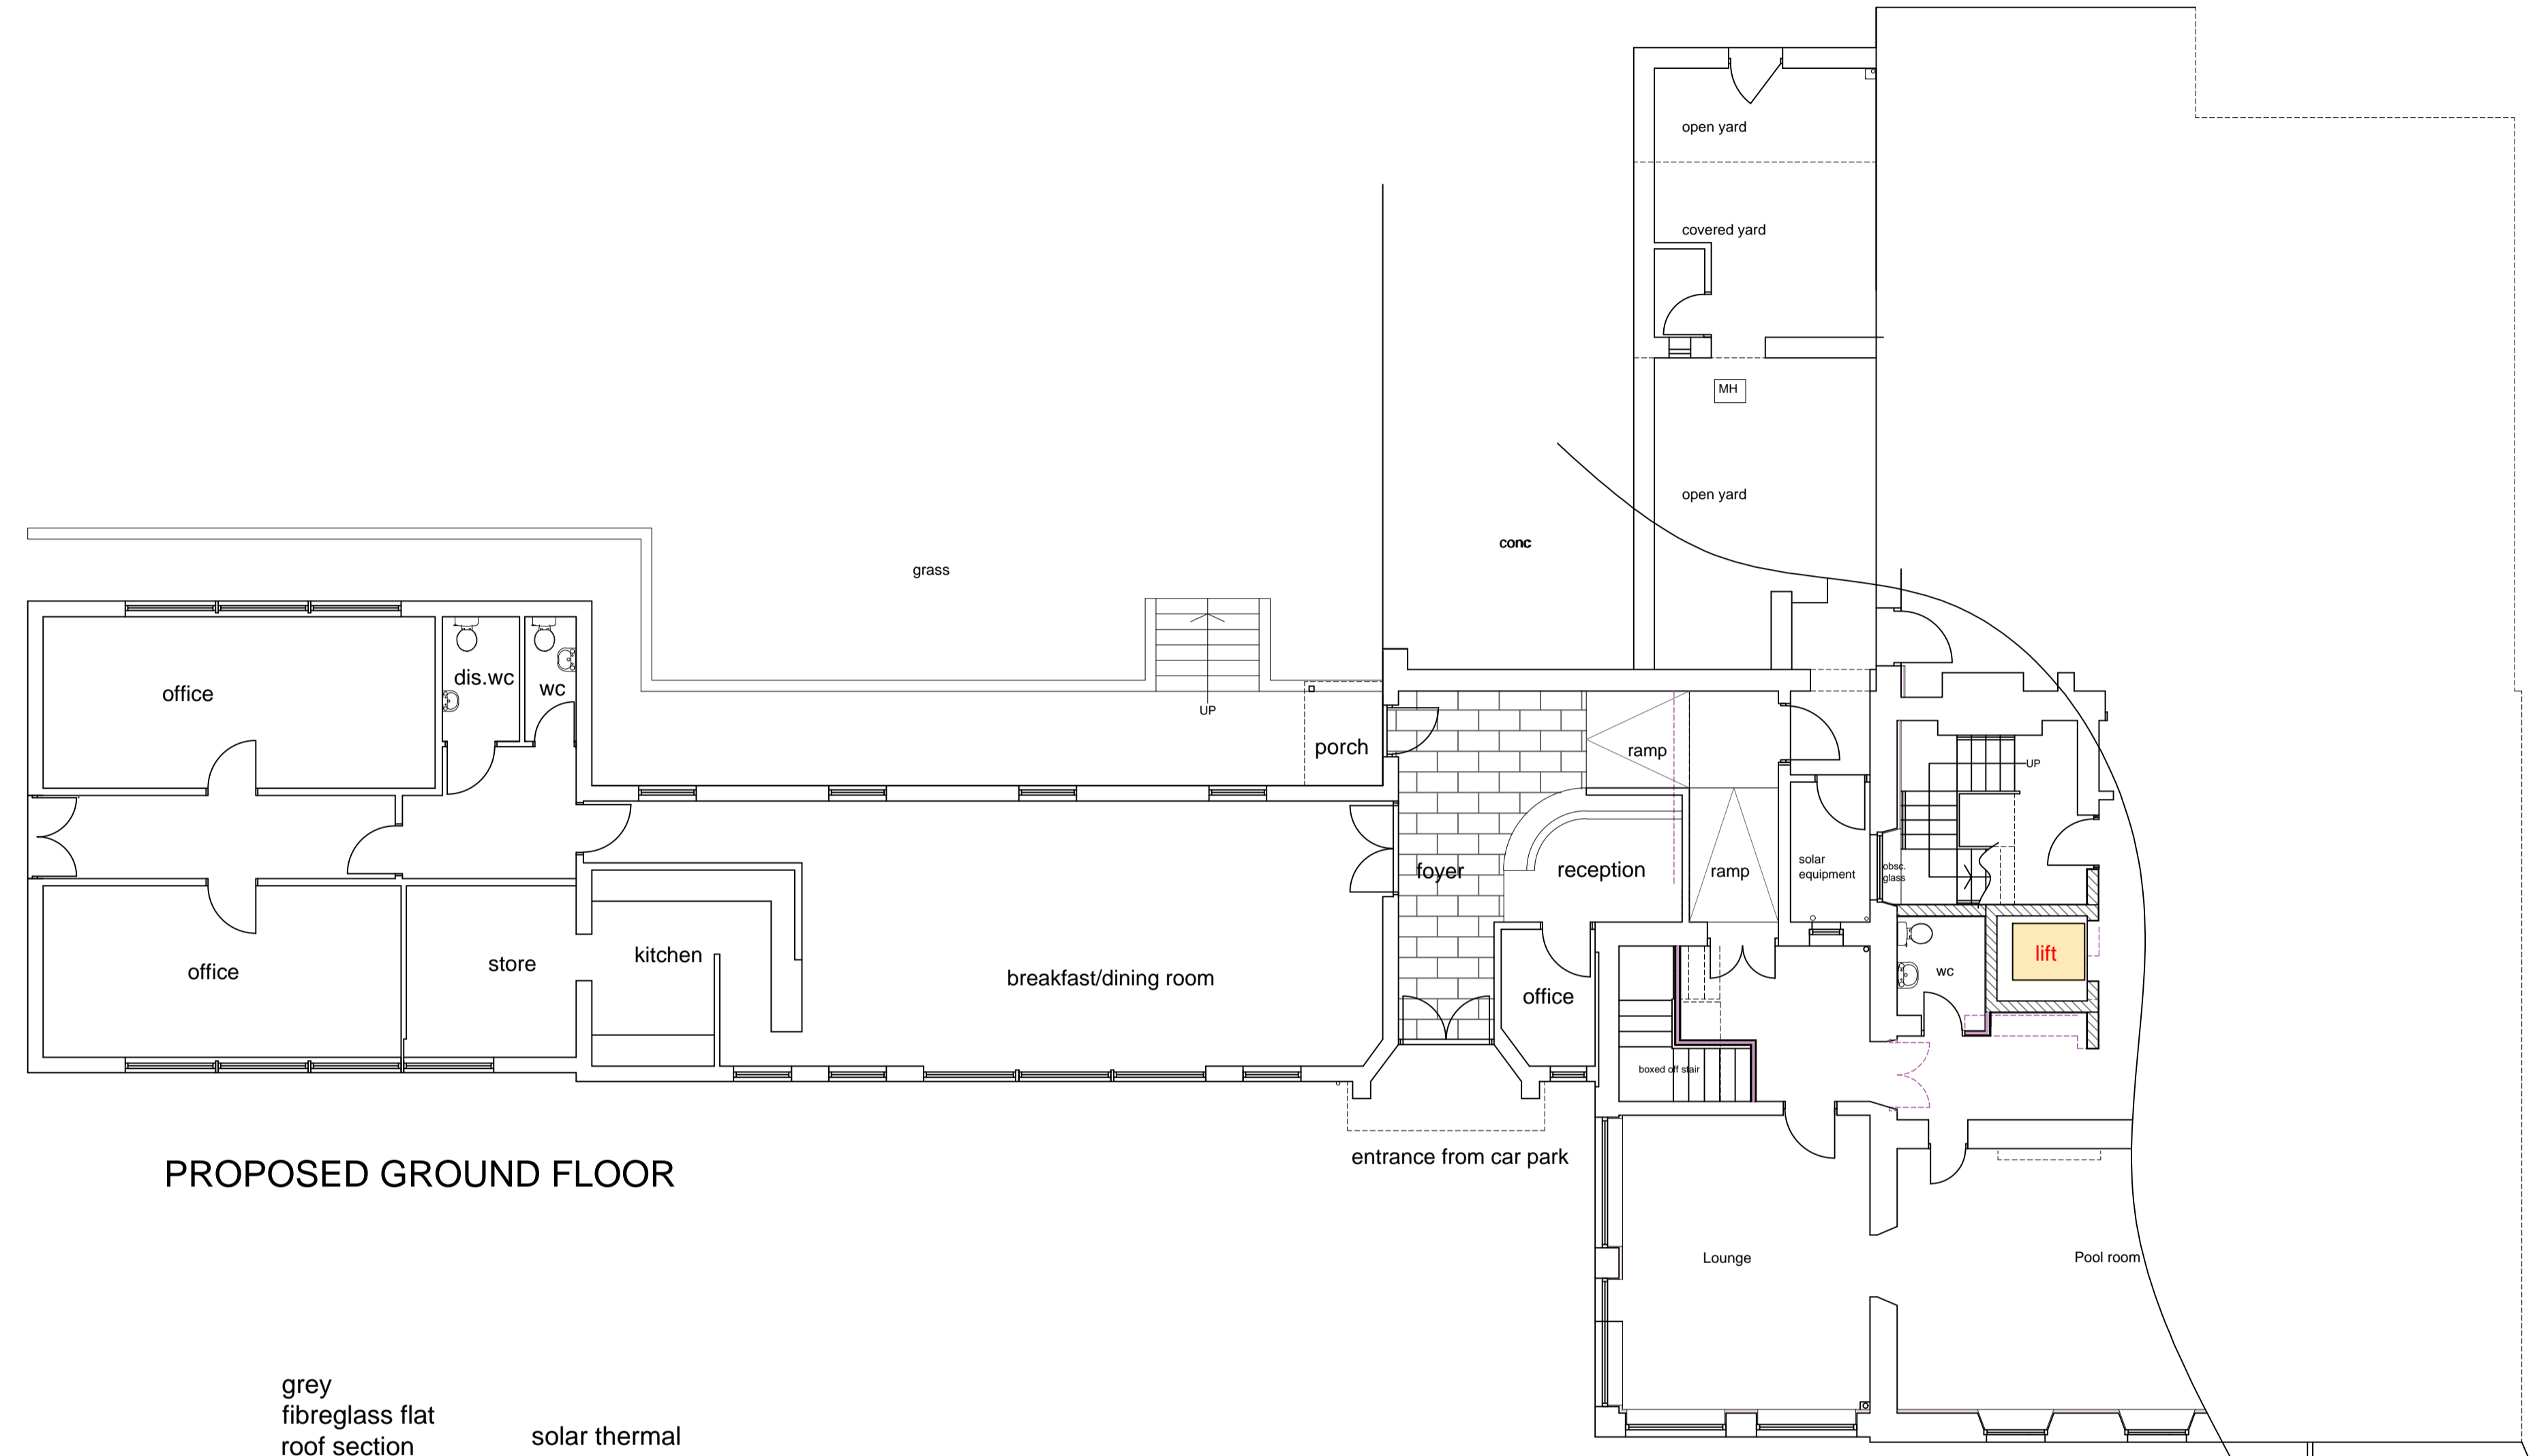 open yard
covered yard
MH
open yard
conc
grass
UP
office
dis.wc
wc
porch
ramp
UP
foyer
reception
ramp
solar
equipment
obsc.
glass
office
store
kitchen
breakfast/dining room
office
wc
lift
boxed off stair
entrance from car park
PROPOSED GROUND FLOOR
Lounge
Pool room
grey
fibreglass flat
roof section
solar thermal